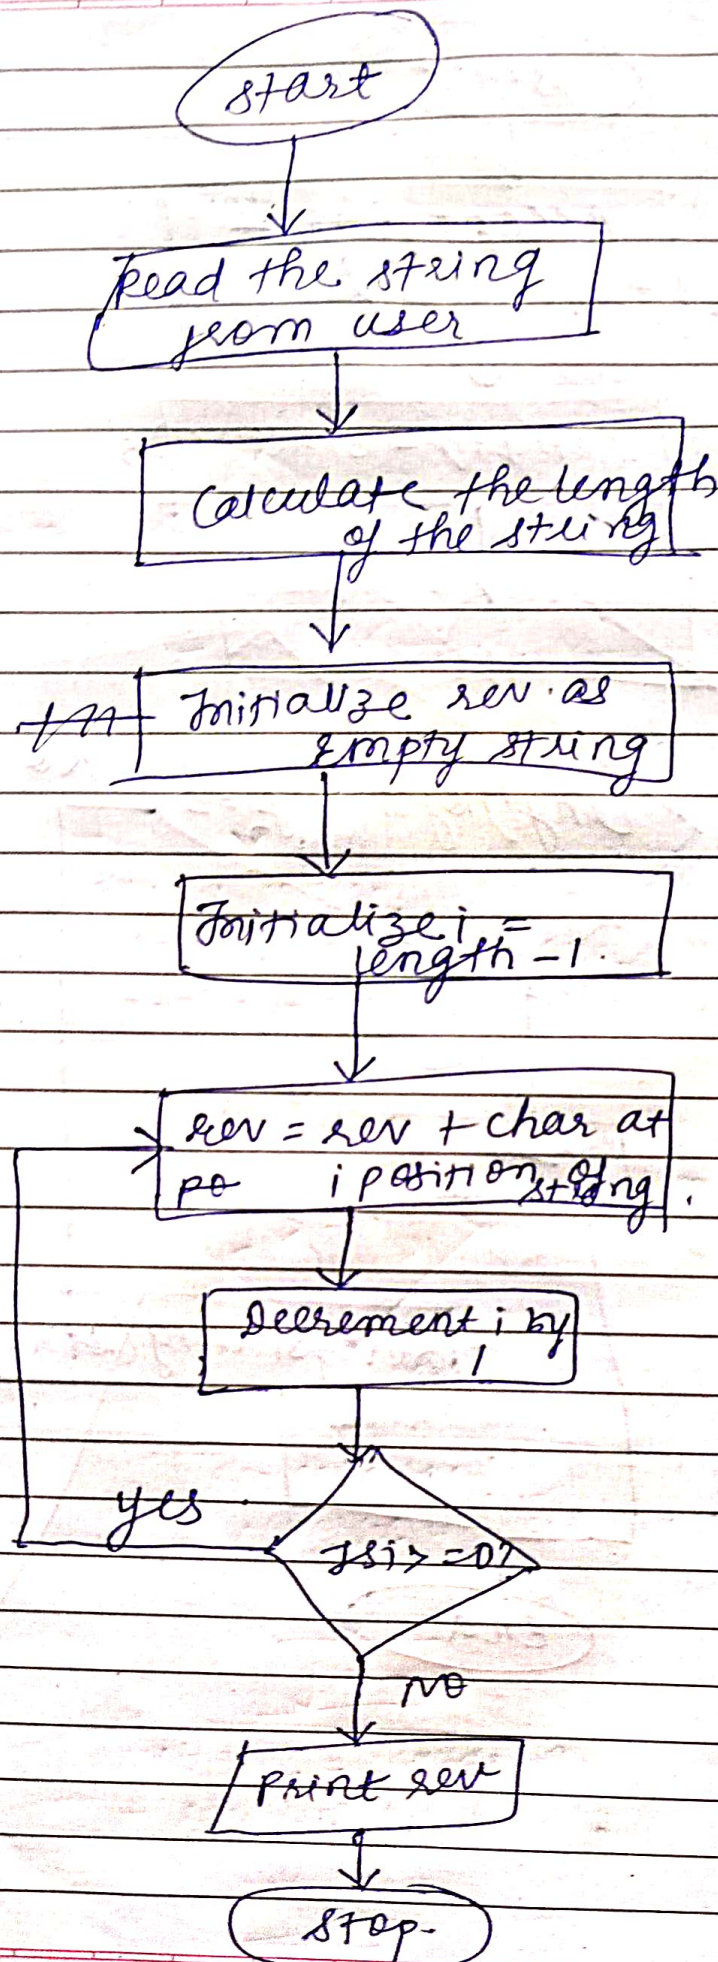 start
Read the string
from user
Calculate the length
of the string
Initialize rev. as
empty string
Initialize i =
length - 1.
rev = rev + char at
po i position of
string.
Decrement i by
1
yes
Is i > = 0?
NO
Print rev
stop.